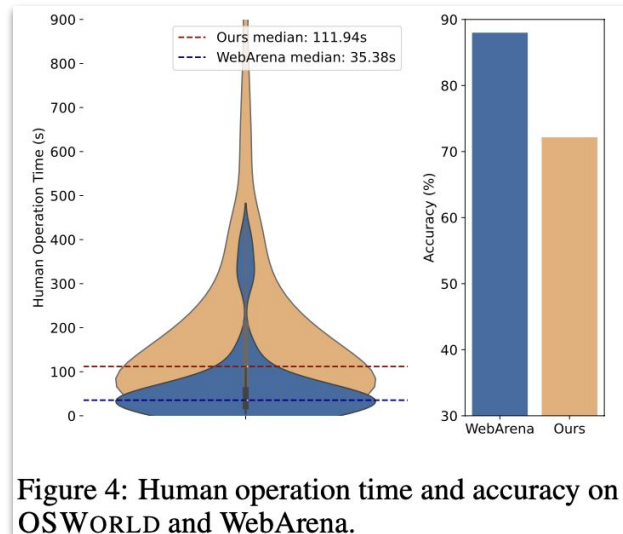 Ours median: 111.94s
WebArena median: 35.38s
Human Operation Time (s)
900
800
700
600
500
400
300
200
100
0
Accuracy (%)
90
80
70
60
50
40
30
WebArena Ours
Figure 4: Human operation time and accuracy on
OSWORLD and WebArena.